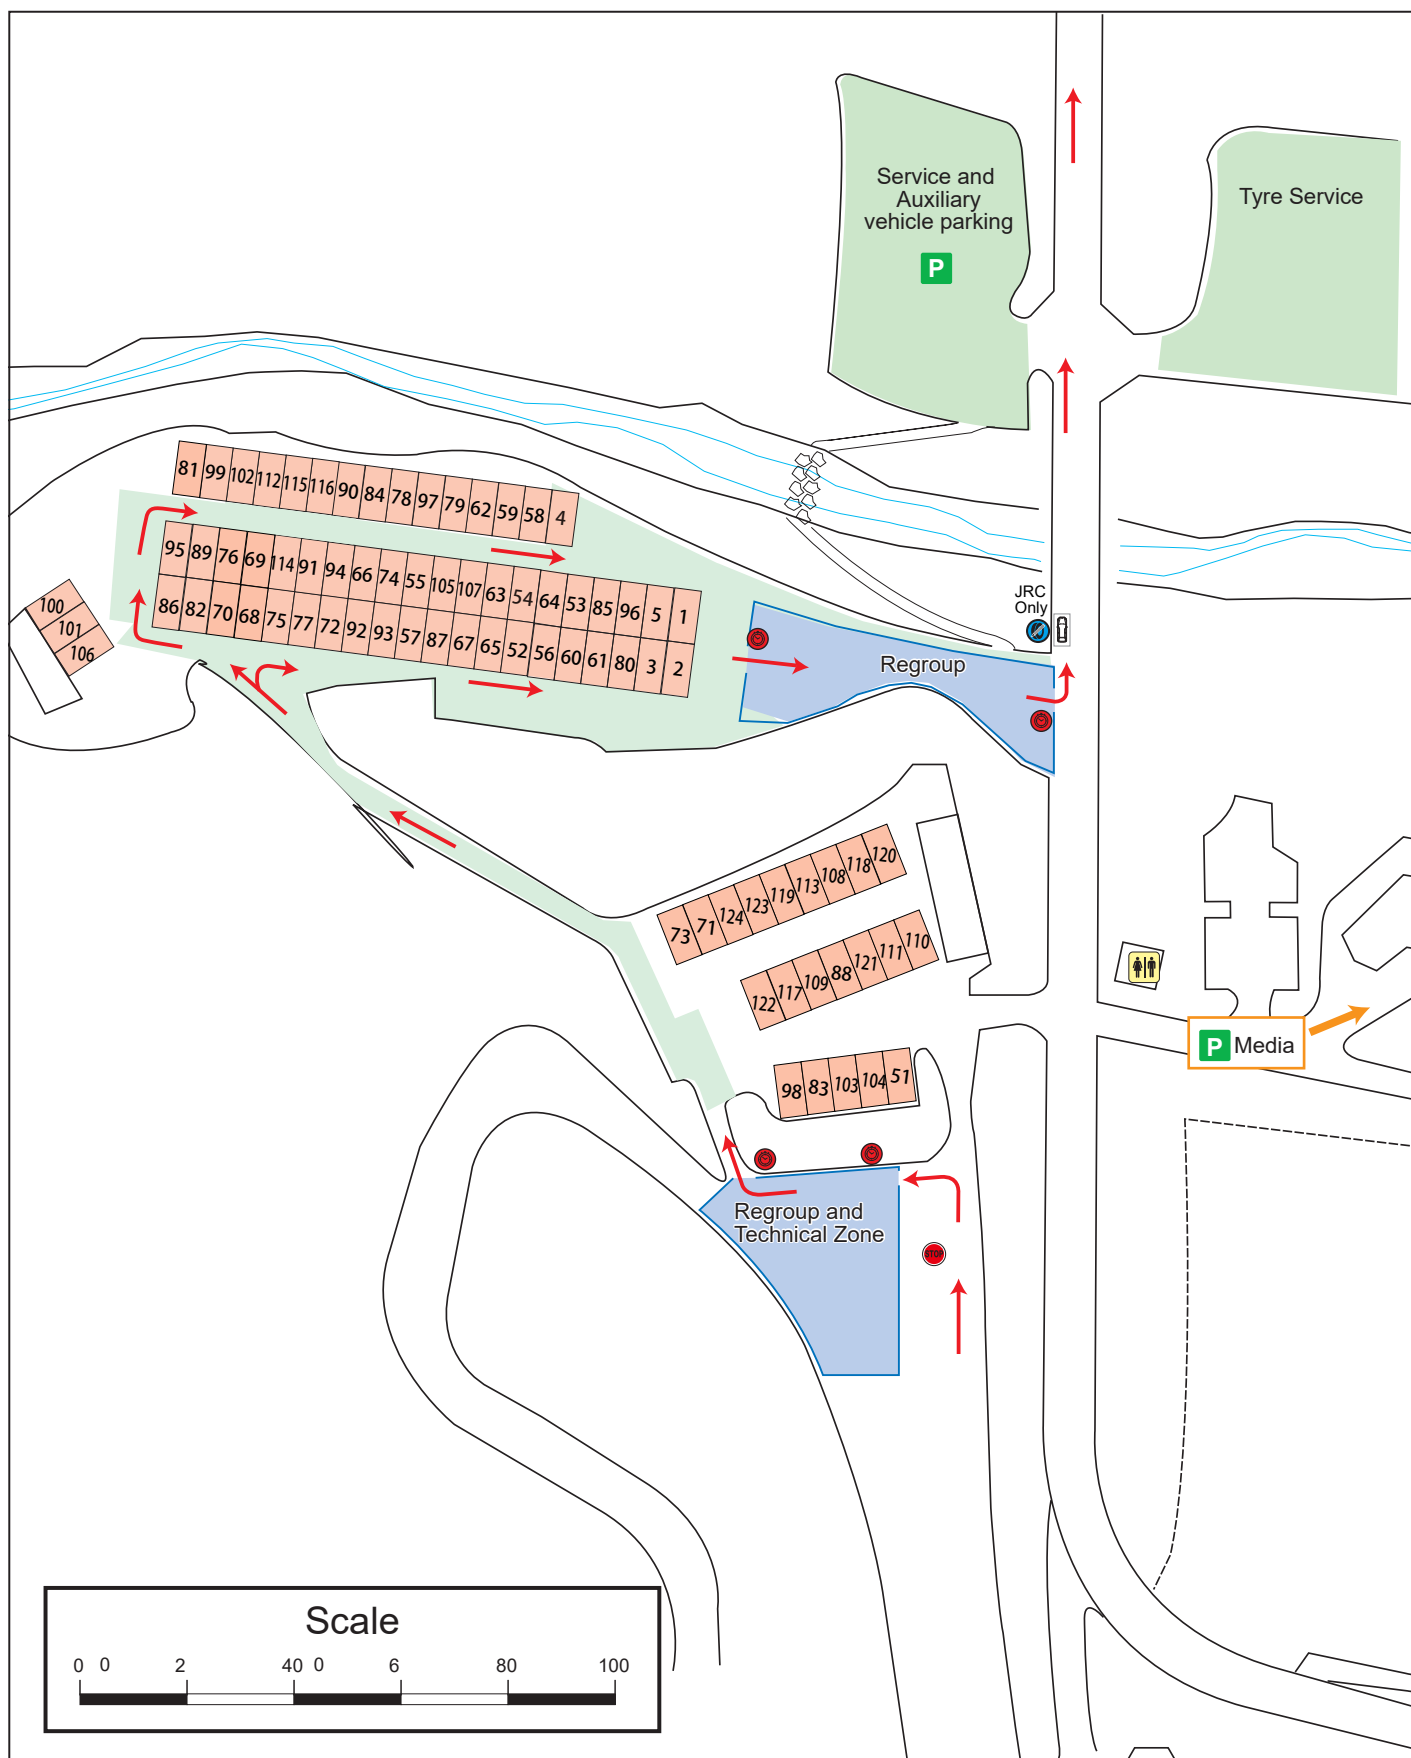 Service and
Auxiliary
vehicle parking
P
Tyre Service
81 99 102 112 115 116 90 84 78 97 79 62 59 58 4
95 89 76 69 114 91 94 66 74 55 105 107 63 54 64 53 85 96 5 1
86 82 70 68 75 77 72 92 93 57 87 67 65 52 56 60 61 80 3 2
100
101
106
JRC
Only
Regroup
73 71 124 123 119 113 108 118 120
122 117 109 88 121 111 110
98 83 103 104 51
P Media
Regroup and
Technical Zone
STOP
Scale
0 0 2 40 0 6 80 100